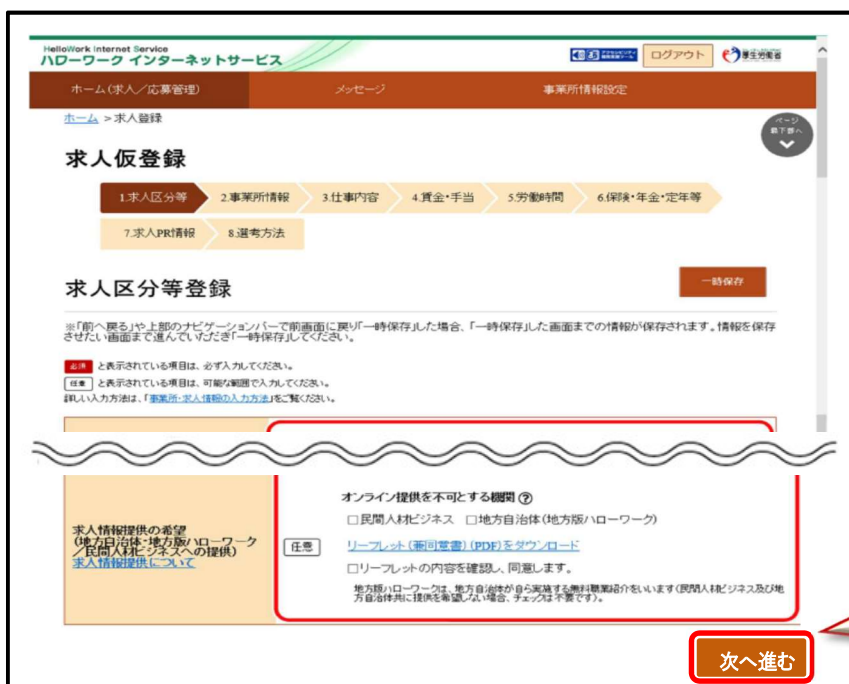 HelloWork Internet Service
ハローワーク インターネットサービス
ログアウト
厚生労働省
ホーム(求人／応募管理)
メッセージ
事業所情報設定
ホーム >求人登録
ページ
最下部へ
求人仮登録
1.求人区分等
2.事業所情報
3.仕事内容
4.賃金・手当
5.労働時間
6.保険・年金・定年等
7.求人PR情報
8.選考方法
求人区分等登録
一時保存
※「前へ戻る」や上部のナビゲーションバーで前画面に戻り「一時保存」した場合、「一時保存」した画面までの情報が保存されます。情報を保存
させたい画面まで進んでいただき「一時保存」してください。
必須 と表示されている項目は、必ず入力してください。
任意 と表示されている項目は、可能な範囲で入力してください。
詳しい入力方法は、「事業所・求人情報の入力方法」をご覧ください。
オンライン提供を不可とする機関 ?
□民間人材ビジネス □地方自治体(地方版ハローワーク)
求人情報提供の希望
(地方自治体・地方版ハローワーク
／民間人材ビジネスへの提供)
求人情報提供について
任意
リーフレット(兼同意書)(PDF)をダウンロード
□リーフレットの内容を確認し、同意します。
地方版ハローワークは、地方自治体が自ら実施する無料職業紹介をいいます(民間人材ビジネス及び地
方自治体共に提供を希望しない場合、チェックは不要です)。
次へ進む